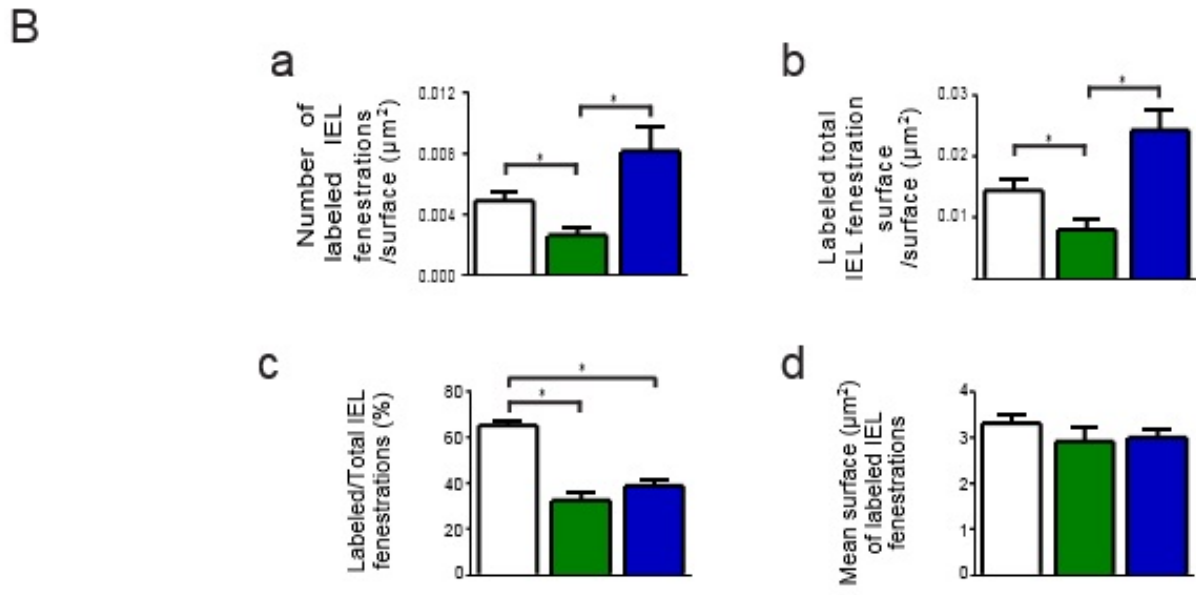 B
a
Number of
labeled IEL
fenestrations
/surface (µm²)
0.012
0.008
0.004
0.000
*
*
b
Labeled total
IEL fenestration
surface
/surface (µm²)
0.03
0.02
0.01
*
*
c
Labeled/Total IEL
fenestrations (%)
80
60
40
20
0
*
*
d
Mean surface (µm²)
of labeled IEL
fenestrations
4
3
2
1
0